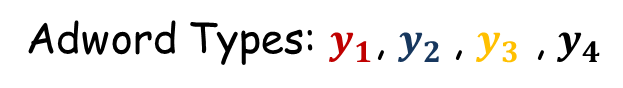 Adword Types: y₁, y₂ , y₃ , y₄